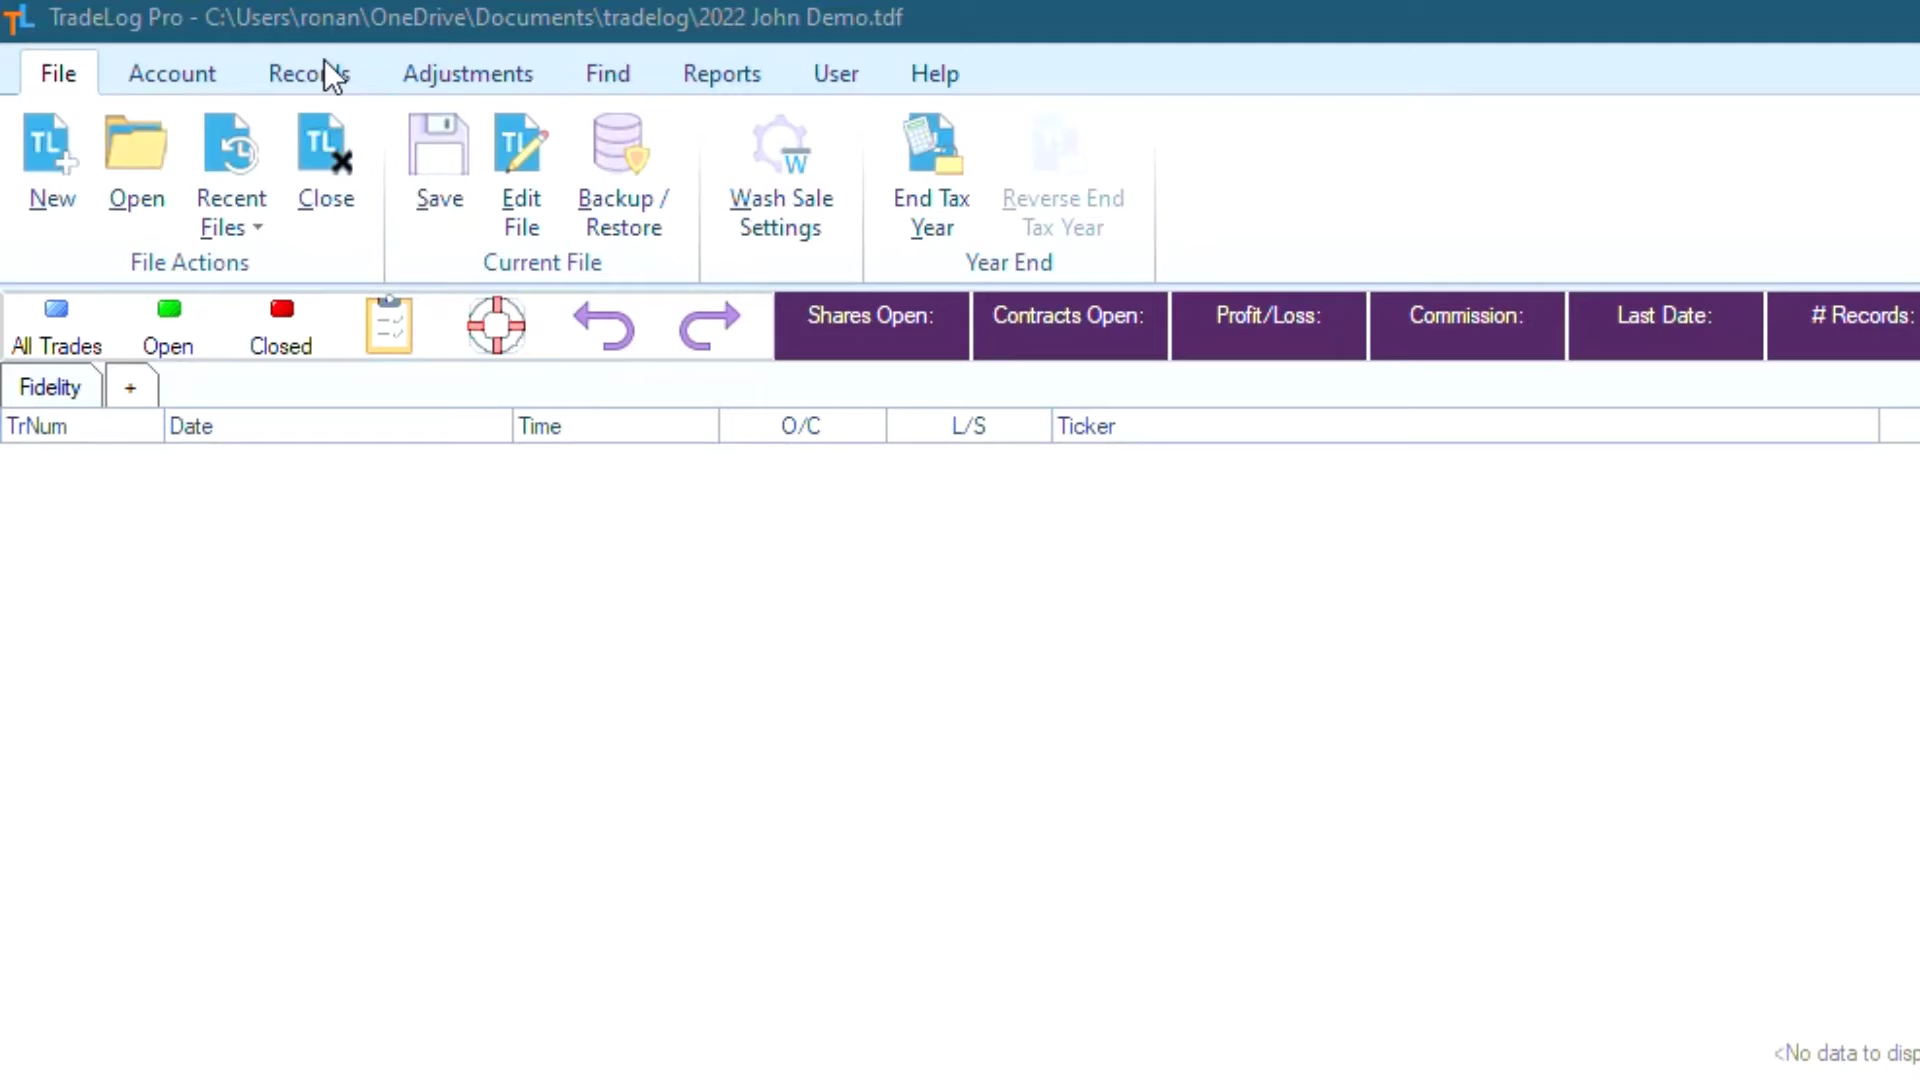 TradeLog Pro - C:\Users\ronan\OneDrive\Documents\tradelog\2022 John Demo.tdf
File Account Records Adjustments Find Reports User Help
New Open Recent Files Close Save Edit File Backup / Restore Wash Sale Settings End Tax Year Reverse End Tax Year
File Actions Current File Year End
Shares Open: Contracts Open: Profit/Loss: Commission: Last Date: # Records:
All Trades Open Closed
Fidelity +
TrNum Date Time O/C L/S Ticker
<No data to disp